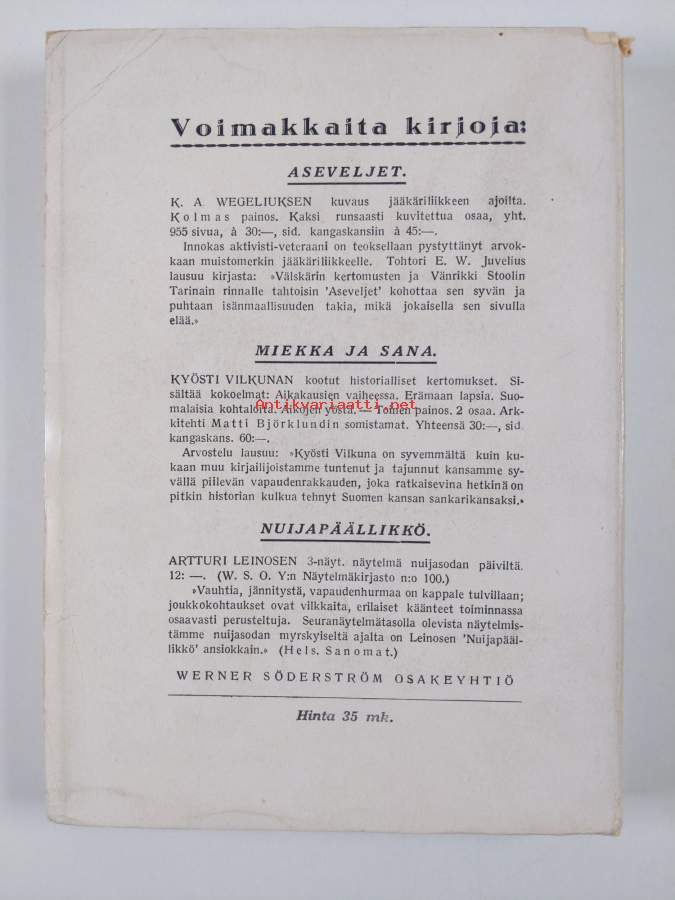 Voimakkaita kirjoja:
ASEVELJET.
K. A WEGELIUKSEN kuvaus jääkäriliikkeen ajoilta.
Kolmas painos. Kaksi runsaasti kuvitettua osaa, yht.
955 sivua, à 30:—, sid. kangaskansiin à 45:—.
Innokas aktivisti-veteraani on teoksellaan pystyttänyt arvok-
kaan muistomerkin jääkäriliikkeelle. Tohtori E. W. Juvelius
lausuu kirjasta: »Välskärin kertomusten ja Vänrikki Stoolin
Tarinain rinnalle tahtoisin 'Aseveljet' kohottaa sen syvän ja
puhtaan isänmaallisuuden takia, mikä jokaisella sen sivulla
elää.»
MIEKKA JA SANA.
KYÖSTI VILKUNAN kootut historialliset kertomukset. Si-
sältää kokoelmat: Aikakausien vaiheessa. Erämaan lapsia. Suo-
malaisia kohtaloita. Aikojen yöstä. — Toinen painos. 2 osaa. Ark-
Antikvariaatti.net
kitehti Matti Björklundin somistamat. Yhteensä 30:—, sid.
kangaskans. 60:—.
Arvostelu lausuu: »Kyösti Vilkuna on syvemmältä kuin ku-
kaan muu kirjailijoistamme tuntenut ja tajunnut kansamme sy-
vällä piilevän vapaudenrakkauden, joka ratkaisevina hetkinä on
pitkin historian kulkua tehnyt Suomen kansan sankarikansaksi.»
NUIJAPÄÄLLIKKÖ.
ARTTURI LEINOSEN 3-näyt. näytelmä nuijasodan päiviltä.
12: —. (W. S. O. Y:n Näytelmäkirjasto n:o 100.)
»Vauhtia, jännitystä, vapaudenhurmaa on kappale tulvillaan;
joukkokohtaukset ovat vilkkaita, erilaiset käänteet toiminnassa
osaavasti perusteltuja. Seuranäytelmätasolla olevista näytelmis-
tämme nuijasodan myrskyiseltä ajalta on Leinosen 'Nuijapääl-
likkö' ansiokkain.» (Hels. Sanomat.)
WERNER SÖDERSTRÖM OSAKEYHTIÖ
Hinta 35 mk.